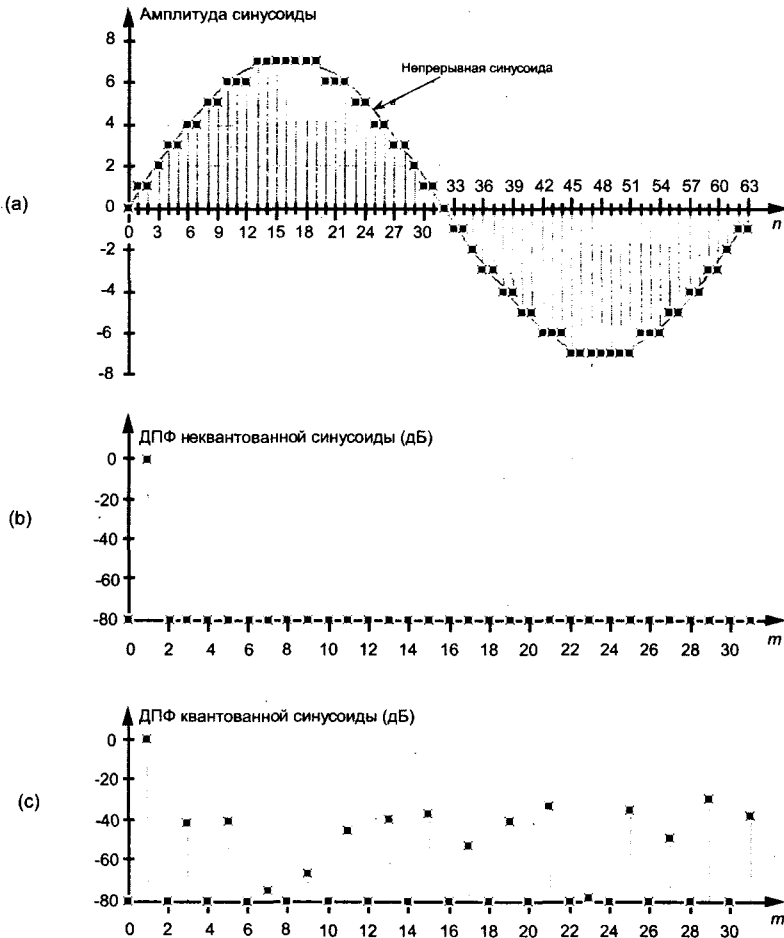 Амплитуда синусоиды
8
6
4
2
0
-2
-4
-6
-8
Непрерывная синусоида
(a)
33 36 39 42 45 48 51 54 57 60 63
0 3 6 9 12 15 18 21 24 27 30
n
ДПФ неквантованной синусоиды (дБ)
0
-20
-40
-60
-80
(b)
0 2 4 6 8 10 12 14 16 18 20 22 24 26 28 30
m
ДПФ квантованной синусоиды (дБ)
0
-20
-40
-60
-80
(c)
0 2 4 6 8 10 12 14 16 18 20 22 24 26 28 30
m